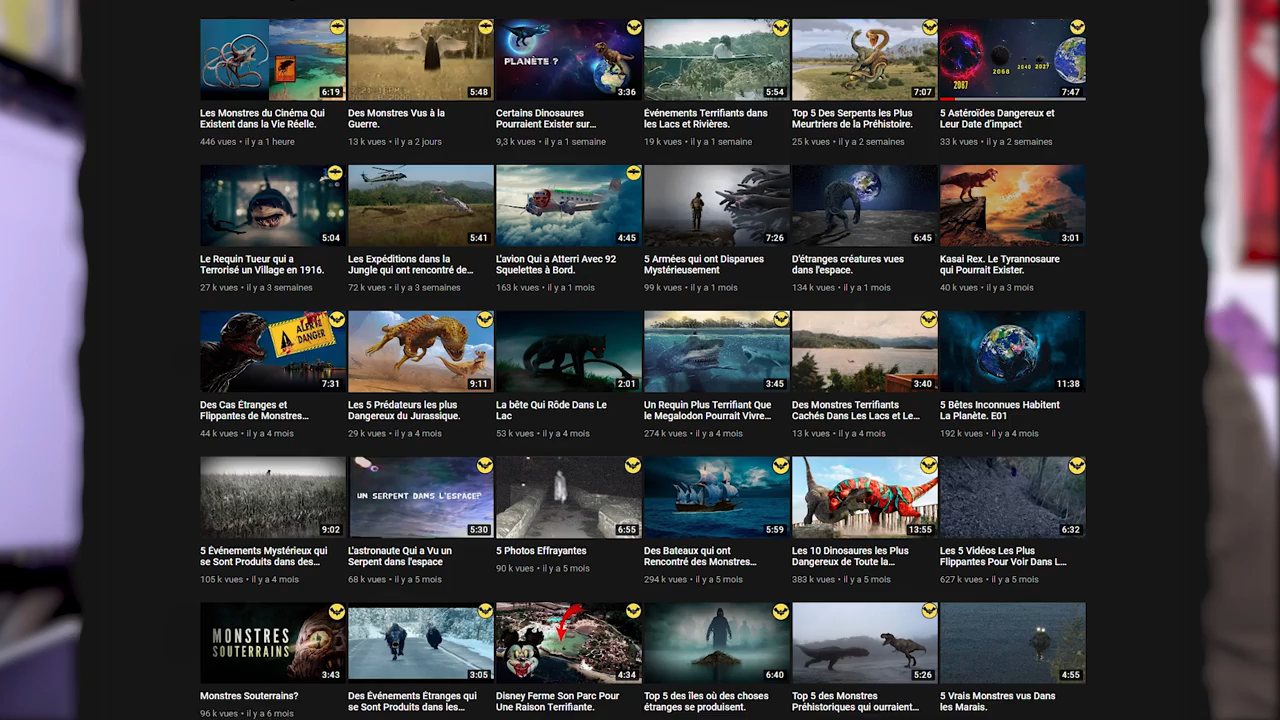 6:19
Les Monstres du Cinéma Qui
Existent dans la Vie Réelle.
446 vues • il y a 1 heure
5:48
Des Monstres Vus à la
Guerre.
13 k vues • il y a 2 jours
PLANÈTE ?
3:36
Certains Dinosaures
Pourraient Exister sur...
9,3 k vues • il y a 1 semaine
5:54
Événements Terrifiants dans
les Lacs et Rivières.
19 k vues • il y a 1 semaine
7:07
Top 5 Des Serpents les Plus
Meurtriers de la Préhistoire.
25 k vues • il y a 2 semaines
2087
2068
2040
2027
7:47
5 Astéroïdes Dangereux et
Leur Date d'impact
33 k vues • il y a 2 semaines
5:04
Le Requin Tueur qui a
Terrorisé un Village en 1916.
27 k vues • il y a 3 semaines
5:41
Les Expéditions dans la
Jungle qui ont rencontré de...
72 k vues • il y a 3 semaines
4:45
L'avion Qui a Atterri Avec 92
Squelettes à Bord.
163 k vues • il y a 1 mois
7:26
5 Armées qui ont Disparues
Mystérieusement
99 k vues • il y a 1 mois
6:45
D'étranges créatures vues
dans l'espace.
134 k vues • il y a 1 mois
3:01
Kasai Rex. Le Tyrannosaure
qui Pourrait Exister.
40 k vues • il y a 3 mois
DANGER
7:31
Des Cas Étranges et
Flippantes de Monstres...
44 k vues • il y a 4 mois
9:11
Les 5 Prédateurs les plus
Dangereux du Jurassique.
29 k vues • il y a 4 mois
2:01
La bête Qui Rôde Dans Le
Lac
53 k vues • il y a 4 mois
3:45
Un Requin Plus Terrifiant Que
le Megalodon Pourrait Vivre...
274 k vues • il y a 4 mois
3:40
Des Monstres Terrifiants
Cachés Dans Les Lacs et Le...
13 k vues • il y a 4 mois
11:38
5 Bêtes Inconnues Habitent
La Planète. E01
192 k vues • il y a 4 mois
9:02
5 Événements Mystérieux qui
se Sont Produits dans des...
105 k vues • il y a 4 mois
UN SERPENT DANS L'ESPACE?
5:30
L'astronaute Qui a Vu un
Serpent dans l'espace
68 k vues • il y a 5 mois
6:55
5 Photos Effrayantes
90 k vues • il y a 5 mois
5:59
Des Bateaux qui ont
Rencontré des Monstres...
294 k vues • il y a 5 mois
13:55
Les 10 Dinosaures les Plus
Dangereux de Toute la...
383 k vues • il y a 5 mois
6:32
Les 5 Vidéos Les Plus
Flippantes Pour Voir Dans L...
627 k vues • il y a 5 mois
MONSTRES
SOUTERRAINS
3:43
Monstres Souterrains?
96 k vues • il y a 6 mois
3:05
Des Événements Étranges qui
se Sont Produits dans les...
4:34
Disney Ferme Son Parc Pour
Une Raison Terrifiante.
6:40
Top 5 des îles où des choses
étranges se produisent.
5:26
Top 5 des Monstres
Préhistoriques qui ourraient...
4:55
5 Vrais Monstres vus Dans
les Marais.